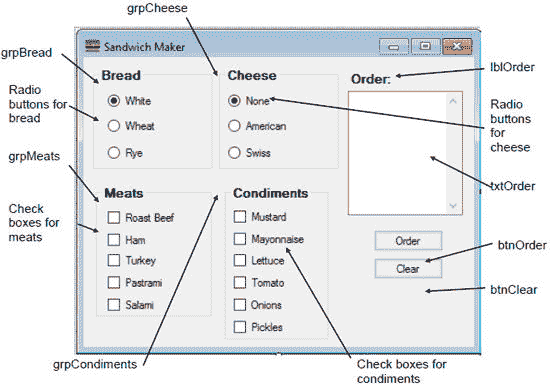 grpCheese
grpBread
Sandwich Maker
lblOrder
Bread
Cheese
Order:
Radio
buttons for
bread
White
None
Radio
buttons
for
cheese
Wheat
American
Rye
Swiss
grpMeats
Meats
Condiments
txtOrder
Check
boxes for
meats
Roast Beef
Mustard
Ham
Mayonnaise
Order
btnOrder
Turkey
Lettuce
Clear
Pastrami
Tomato
btnClear
Salami
Onions
Pickles
grpCondiments
Check boxes for
condiments